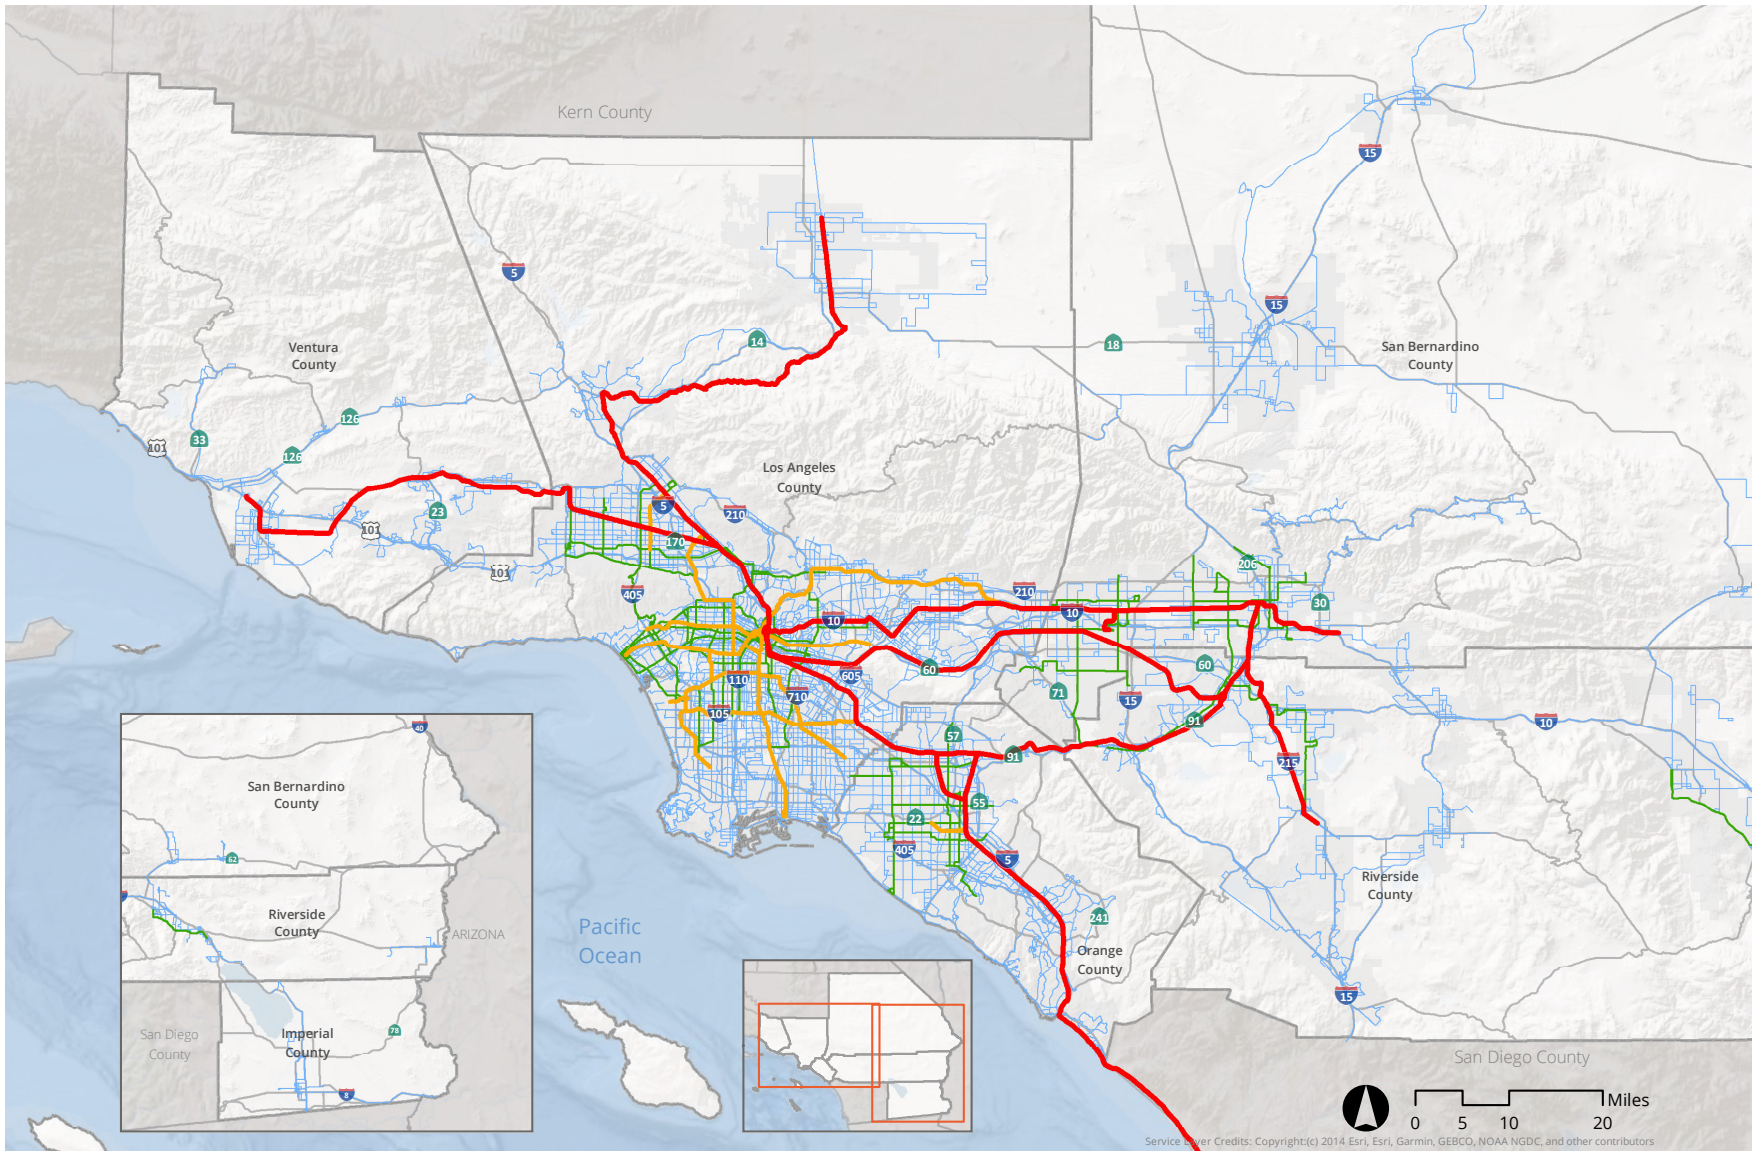 Kern County
15
5
15
14
18
Ventura
County
San Bernardino
County
126
33
101
126
Los Angeles
County
5
210
23
101
170
101
405
206
210
30
10
10
60
60
605
110
71
710
15
105
91
10
57
91
215
40
San Bernardino
County
55
22
405
5
62
Riverside
County
Riverside
County
ARIZONA
241
Pacific
Ocean
Orange
County
15
San Diego
County
Imperial
County
78
8
San Diego County
Miles
0 5 10 20
Service Layer Credits: Copyright:(c) 2014 Esri, Esri, Garmin, GEBCO, NOAA NGDC, and other contributors